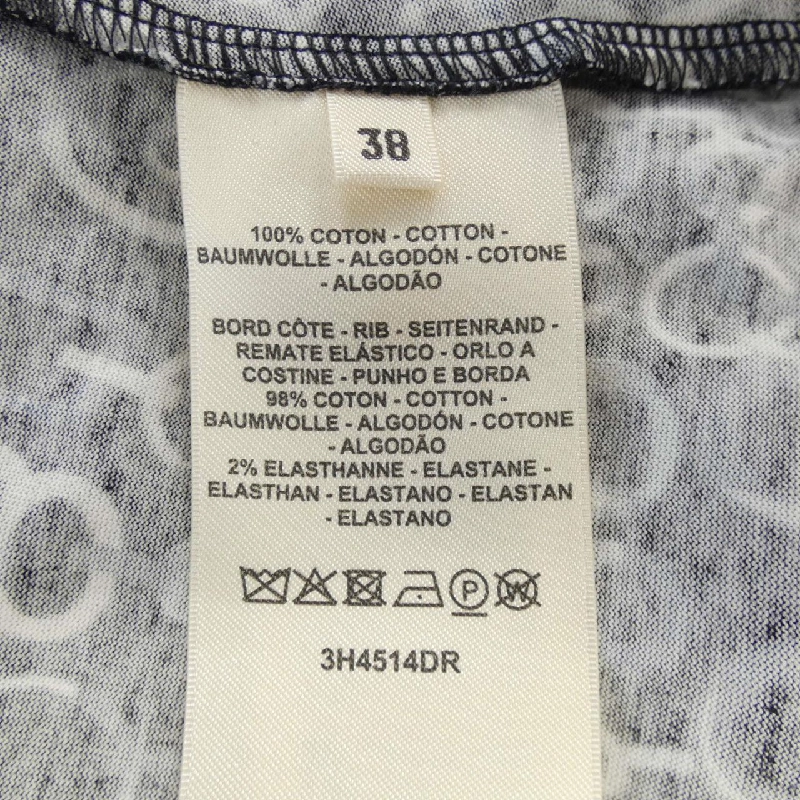 38
100% COTON - COTTON -
BAUMWOLLE - ALGODÓN - COTONE
- ALGODÃO
BORD CÔTE - RIB - SEITENRAND -
REMATE ELÁSTICO - ORLO A
COSTINE - PUNHO E BORDA
98% COTON - COTTON -
BAUMWOLLE - ALGODÓN - COTONE
- ALGODÃO
2% ELASTHANNE - ELASTANE -
ELASTHAN - ELASTANO - ELASTAN
- ELASTANO
P W
3H4514DR